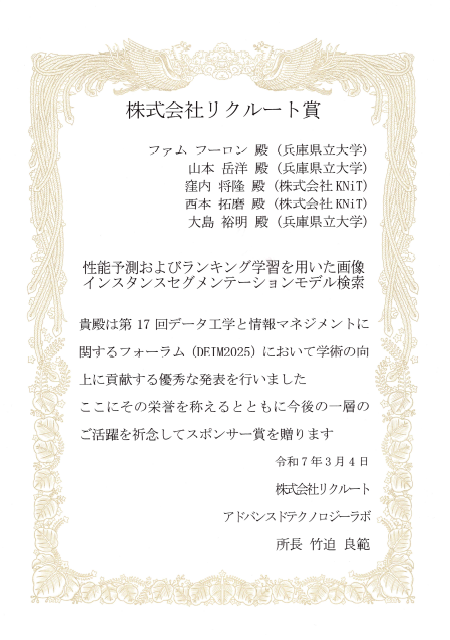 株式会社リクルート賞
ファム フーロン 殿 (兵庫県立大学)
山本 岳洋 殿 (兵庫県立大学)
窪内 将隆 殿 (株式会社 KNiT)
西本 拓磨 殿 (株式会社 KNiT)
大島 裕明 殿 (兵庫県立大学)
性能予測およびランキング学習を用いた画像
インスタンスセグメンテーションモデル検索
貴殿は第 17 回データ工学と情報マネジメントに
関するフォーラム (DEIM2025) において学術の向
上に貢献する優秀な発表を行いました
ここにその栄誉を称えるとともに今後の一層の
ご活躍を祈念してスポンサー賞を贈ります
令和 7 年 3 月 4 日
株式会社リクルート
アドバンスドテクノロジーラボ
所長 竹迫 良範